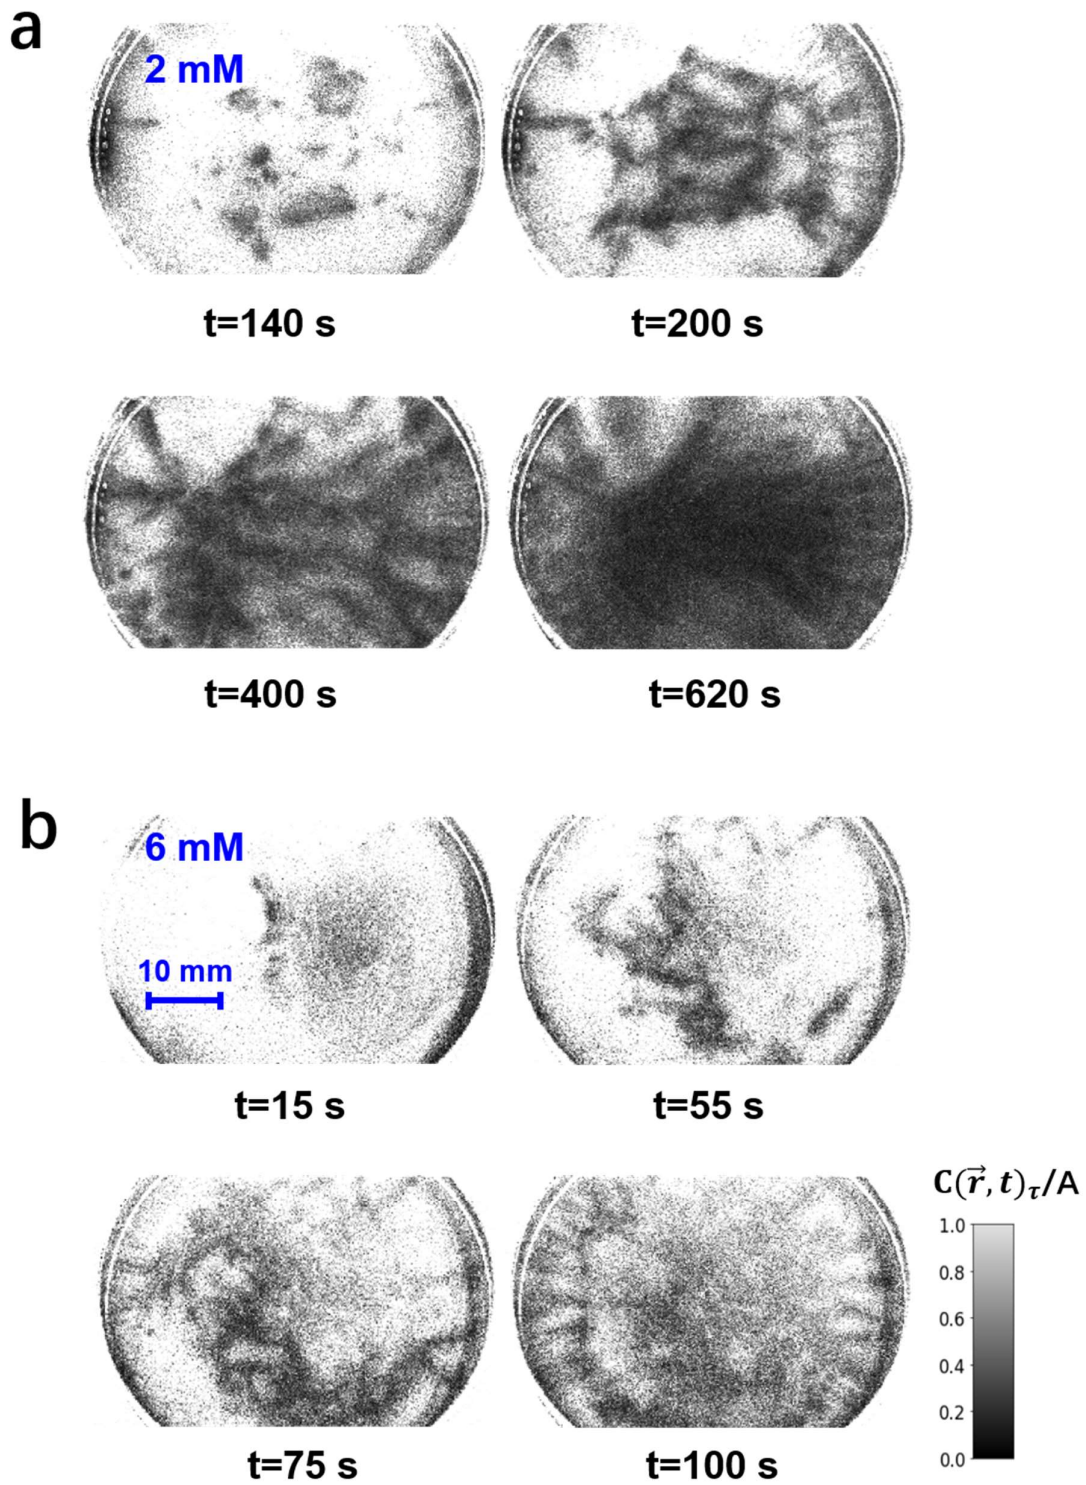 a
2 mM
t=140 s
t=200 s
t=400 s
t=620 s
b
6 mM
10 mm
t=15 s
t=55 s
t=75 s
t=100 s
C(r⃗, t)τ/A
1.0
0.8
0.6
0.4
0.2
0.0